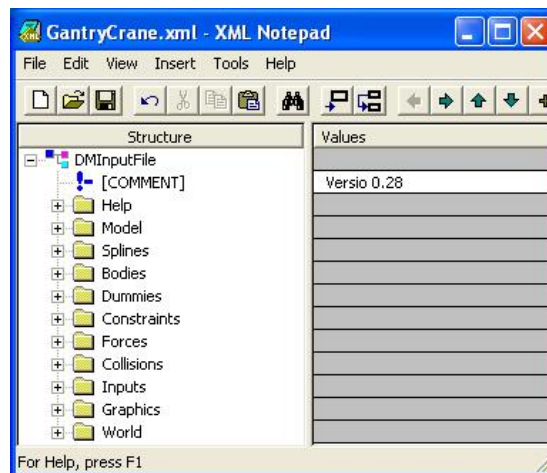 GantryCrane.xml - XML Notepad
File Edit View Insert Tools Help
Structure Values
DMInputFile
[COMMENT] Versio 0.28
Help
Model
Splines
Bodies
Dummies
Constraints
Forces
Collisions
Inputs
Graphics
World
For Help, press F1